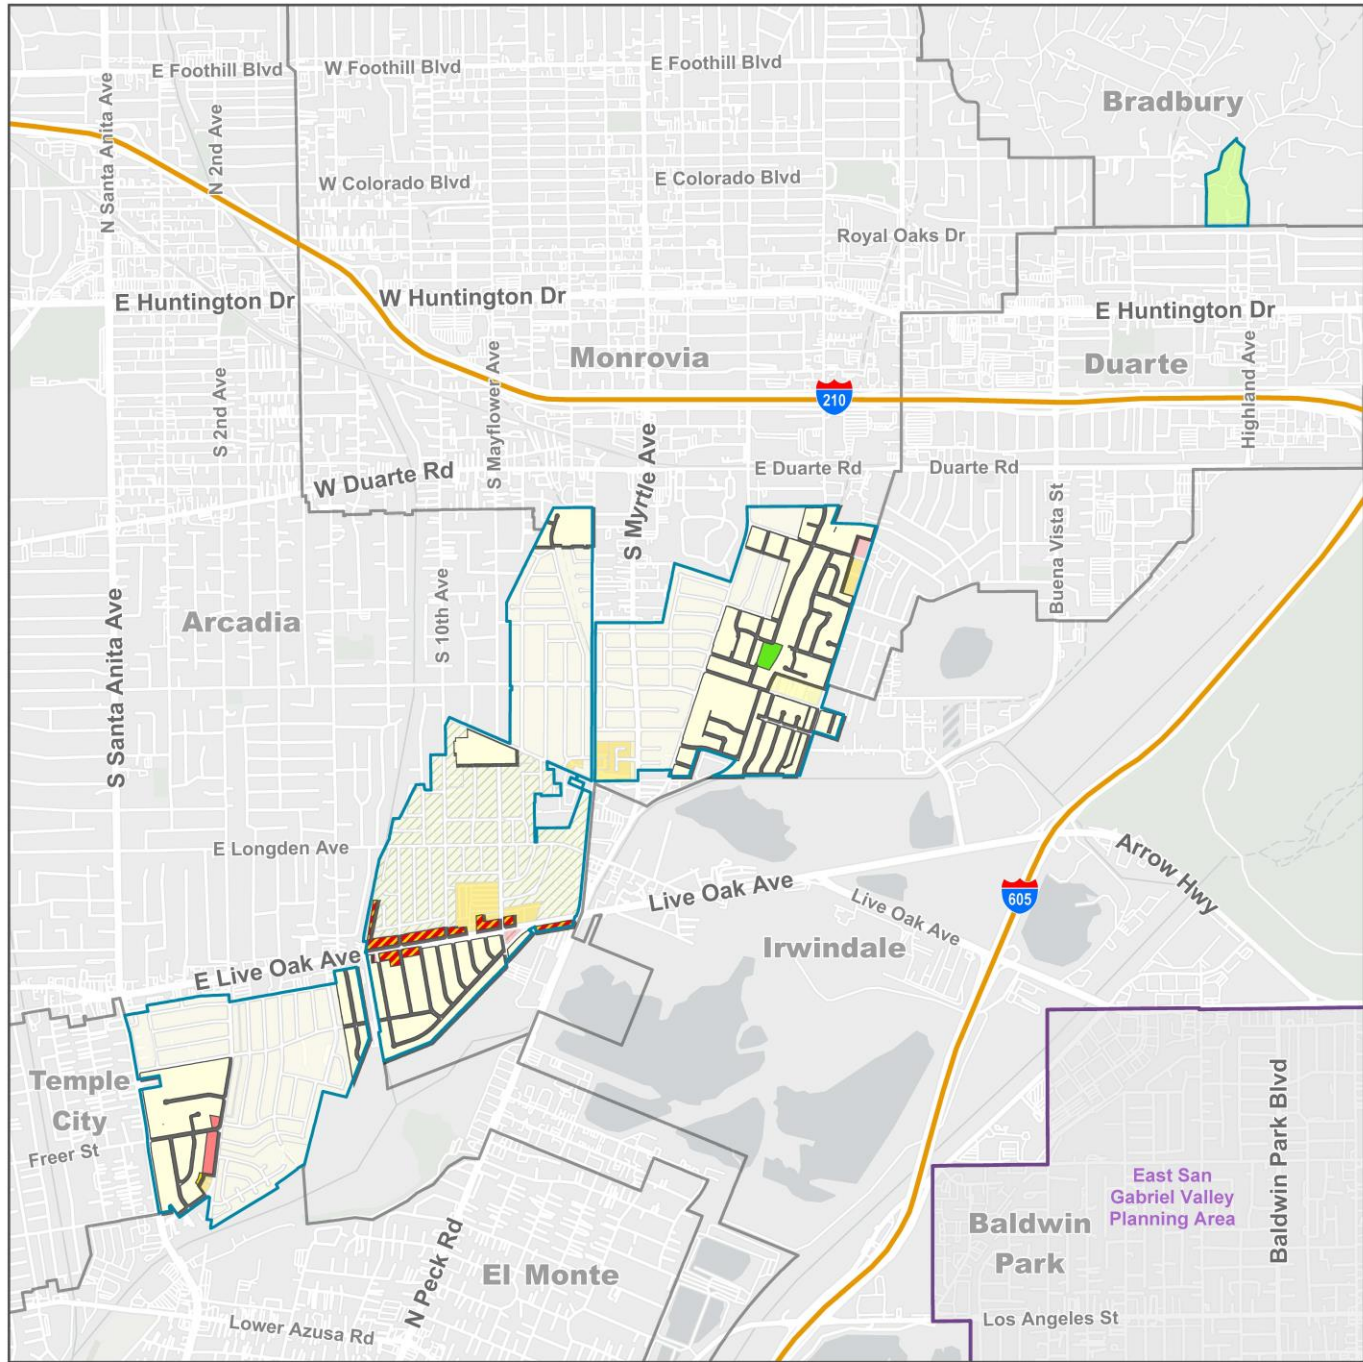 E Foothill Blvd
W Foothill Blvd
E Foothill Blvd
N Santa Anita Ave
N 2nd Ave
Bradbury
W Colorado Blvd
E Colorado Blvd
Royal Oaks Dr
E Huntington Dr
W Huntington Dr
E Huntington Dr
Monrovia
Duarte
S 2nd Ave
S Mayflower Ave
210
Highland Ave
W Duarte Rd
S Myrtle Ave
E Duarte Rd
Duarte Rd
Buena Vista St
S 10th Ave
Arcadia
S Santa Anita Ave
E Longden Ave
Arrow Hwy
Live Oak Ave
605
Live Oak Ave
Irwindale
E Live Oak Ave
Temple
City
Freer St
East San
Gabriel Valley
Planning Area
Baldwin Park Blvd
Baldwin
Park
N Peck Rd
El Monte
Los Angeles St
Lower Azusa Rd